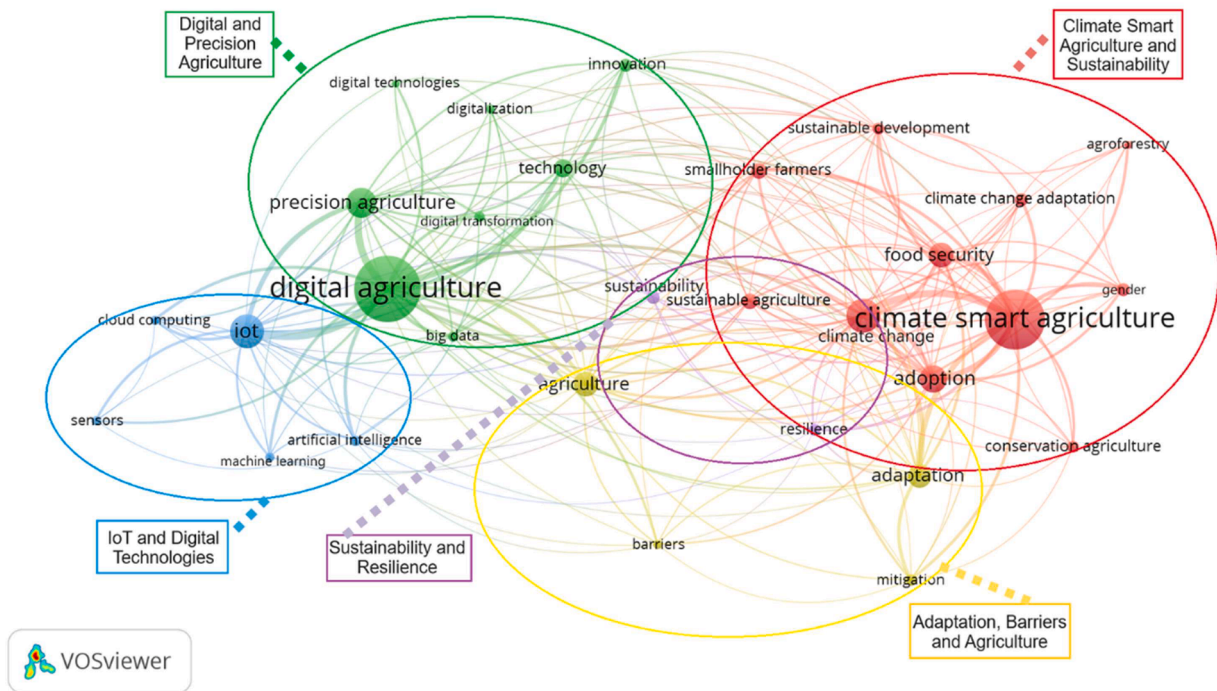 Digital and
Precision
Agriculture
Climate Smart
Agriculture and
Sustainability
innovation
digital technologies
digitalization
technology
precision agriculture
digital transformation
digital agriculture
big data
sustainable development
agroforestry
smallholder farmers
climate change adaptation
food security
gender
sustainability
sustainable agriculture
climate smart agriculture
climate change
adoption
resilience
conservation agriculture
cloud computing
iot
sensors
artificial intelligence
machine learning
agriculture
adaptation
barriers
mitigation
IoT and Digital
Technologies
Sustainability and
Resilience
Adaptation, Barriers
and Agriculture
VOSviewer